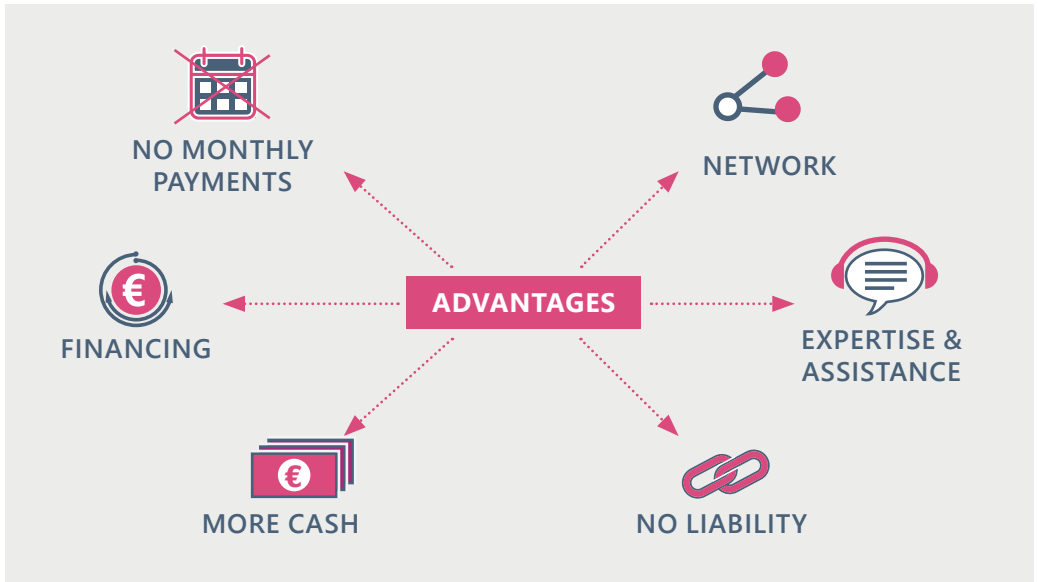 NO MONTHLY
PAYMENTS
NETWORK
€
FINANCING
ADVANTAGES
EXPERTISE &
ASSISTANCE
€
MORE CASH
NO LIABILITY